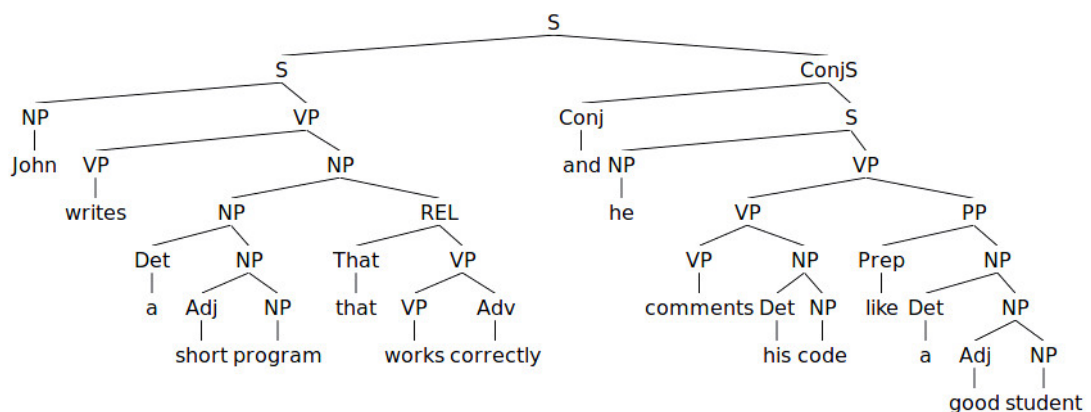 S
S ConjS
NP VP Conj S
John VP NP and NP VP
writes NP REL he VP PP
Det NP That VP VP NP Prep NP
a Adj NP that VP Adv comments Det NP like Det NP
short program works correctly his code a Adj NP
good student